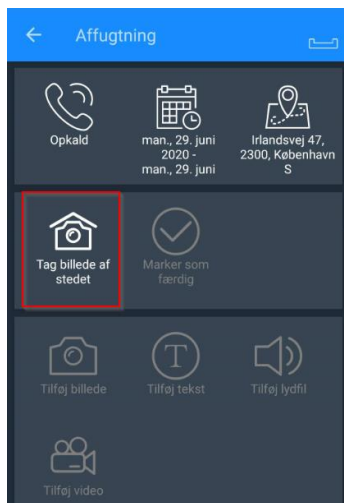 Affugtning
Opkald
man., 29. juni
2020 -
man., 29. juni
Irlandsvej 47,
2300, København
S
Tag billede af
stedet
Marker som
færdig
Tilføj billede
T
Tilføj tekst
Tilføj lydfil
Tilføj video